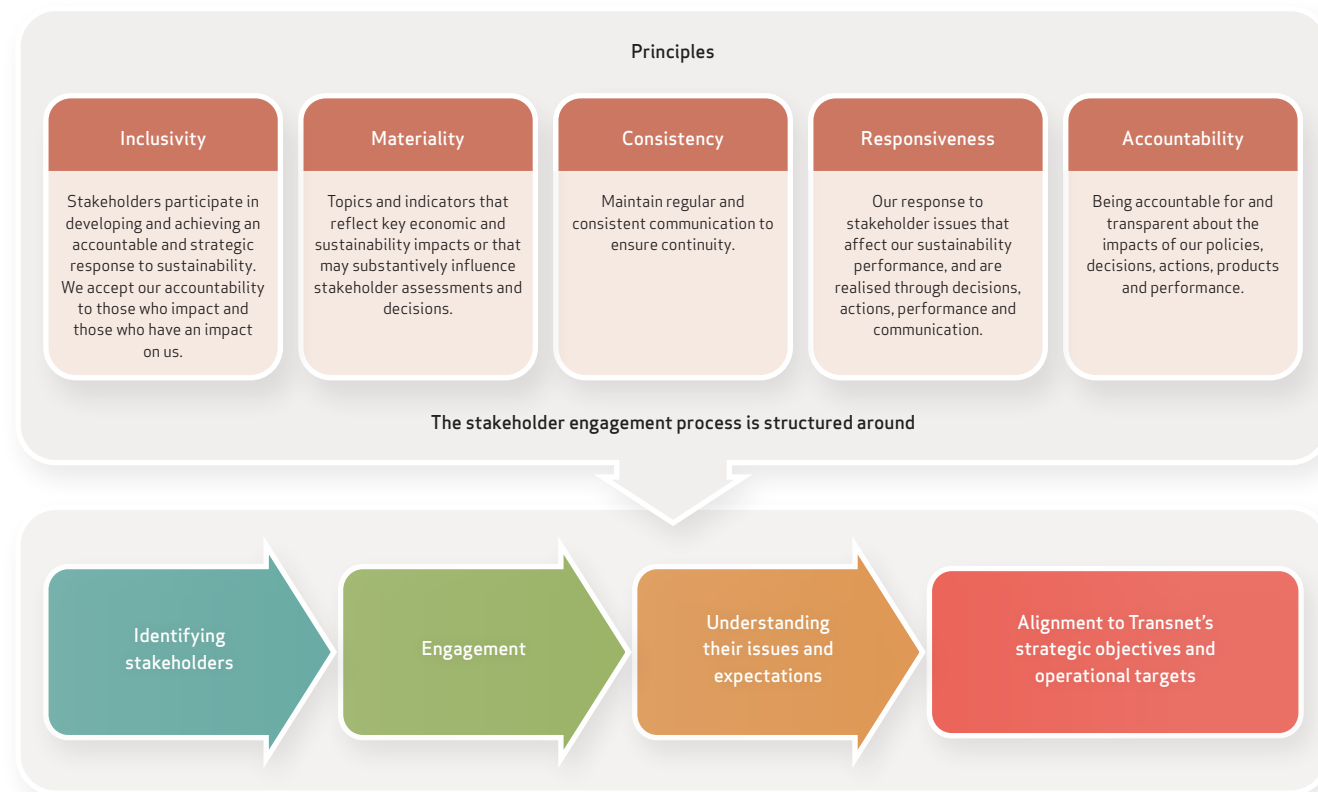 Principles
Inclusivity
Stakeholders participate in
developing and achieving an
accountable and strategic
response to sustainability.
We accept our accountability
to those who impact and
those who have an impact
on us.
Materiality
Topics and indicators that
reflect key economic and
sustainability impacts or that
may substantively influence
stakeholder assessments and
decisions.
Consistency
Maintain regular and
consistent communication to
ensure continuity.
Responsiveness
Our response to
stakeholder issues that
affect our sustainability
performance, and are
realised through decisions,
actions, performance and
communication.
Accountability
Being accountable for and
transparent about the
impacts of our policies,
decisions, actions, products
and performance.
The stakeholder engagement process is structured around
Identifying
stakeholders
Engagement
Understanding
their issues and
expectations
Alignment to Transnet’s
strategic objectives and
operational targets